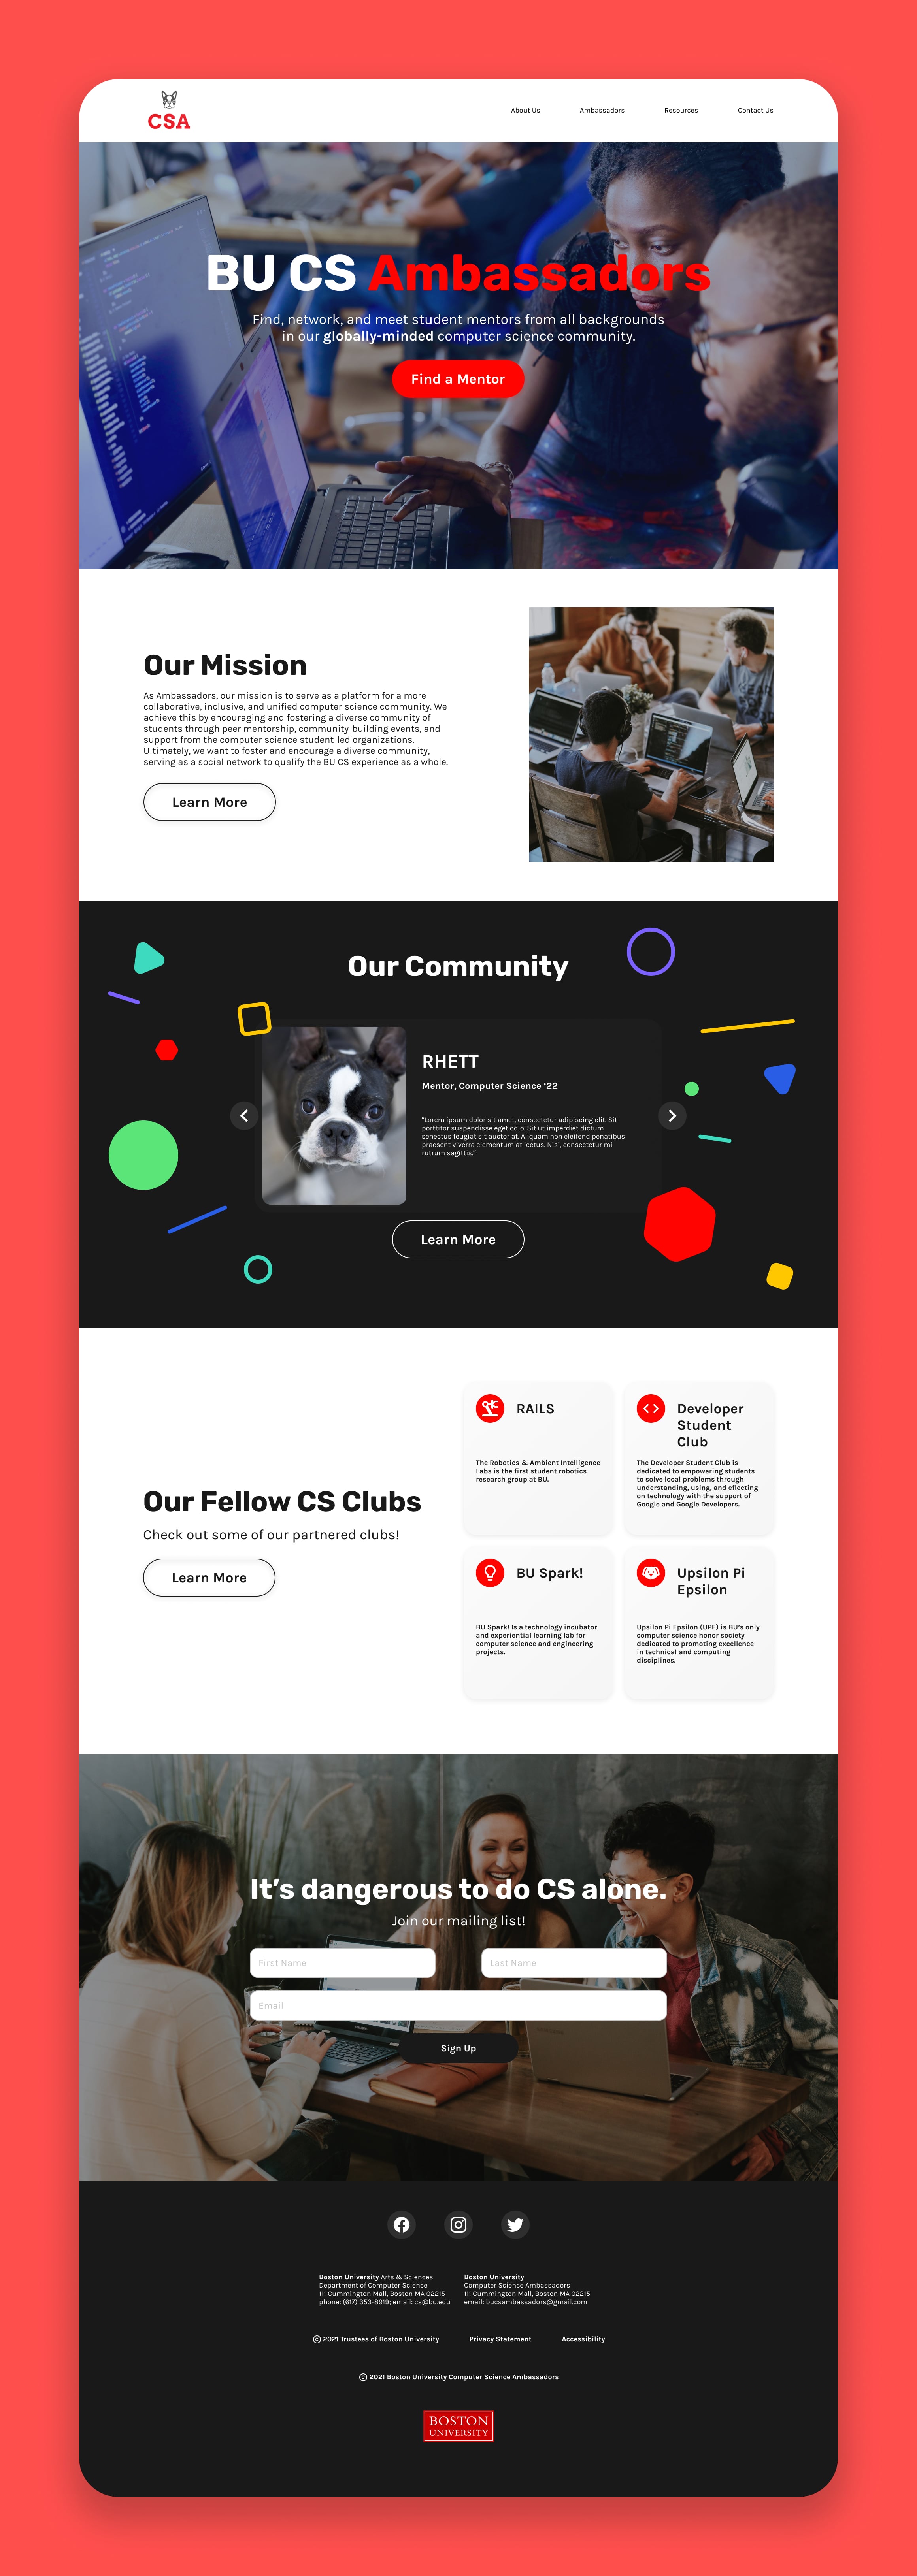 CSA
About Us
Ambassadors
Resources
Contact Us
BU CS Ambassadors
Find, network, and meet student mentors from all backgrounds
in our globally-minded computer science community.
Find a Mentor
Our Mission
As Ambassadors, our mission is to serve as a platform for a more
collaborative, inclusive, and unified computer science community. We
achieve this by encouraging and fostering a diverse community of
students through peer mentorship, community-building events, and
support from the computer science student-led organizations.
Ultimately, we want to foster and encourage a diverse community,
serving as a social network to qualify the BU CS experience as a whole.
Learn More
Our Community
RHETT
Mentor, Computer Science ‘22
"Lorem ipsum dolor sit amet, consectetur adipiscing elit. Sit
porttitor suspendisse eget odio. Sit ut imperdiet dictum
senectus feugiat sit auctor at. Aliquam non eleifend penatibus
praesent viverra elementum at lectus. Nisi, consectetur mi
rutrum sagittis."
Learn More
Our Fellow CS Clubs
Check out some of our partnered clubs!
Learn More
RAILS
The Robotics & Ambient Intelligence
Labs is the first student robotics
research group at BU.
Developer
Student
Club
The Developer Student Club is
dedicated to empowering students
to solve local problems through
understanding, using, and eflecting
on technology with the support of
Google and Google Developers.
BU Spark!
BU Spark! Is a technology incubator
and experiential learning lab for
computer science and engineering
projects.
Upsilon Pi
Epsilon
Upsilon Pi Epsilon (UPE) is BU's only
computer science honor society
dedicated to promoting excellence
in technical and computing
disciplines.
It's dangerous to do CS alone.
Join our mailing list!
First Name
Last Name
Email
Sign Up
Boston University Arts & Sciences
Department of Computer Science
111 Cummington Mall, Boston MA 02215
phone: (617) 353-8919; email: cs@bu.edu
Boston University
Computer Science Ambassadors
111 Cummington Mall, Boston MA 02215
email: bucsambassadors@gmail.com
© 2021 Trustees of Boston University
Privacy Statement
Accessibility
© 2021 Boston University Computer Science Ambassadors
BOSTON
UNIVERSITY